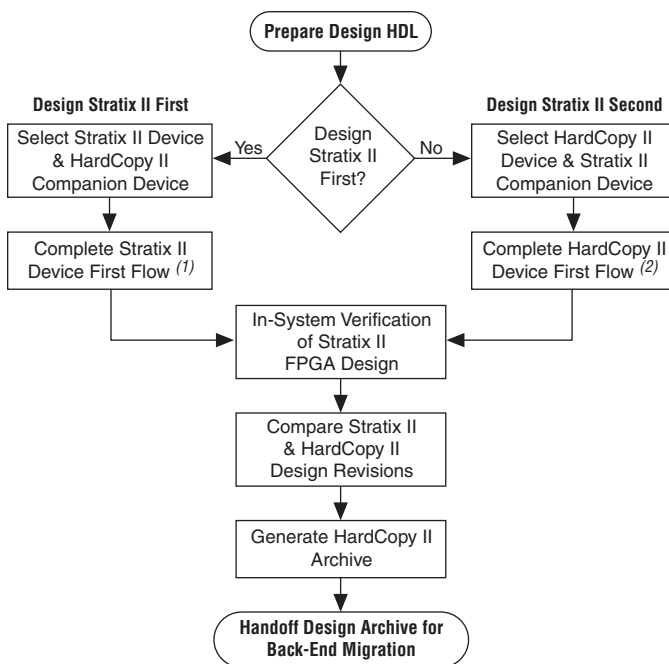 Prepare Design HDL
Design Stratix II First
Design Stratix II Second
Select Stratix II Device
& HardCopy II
Companion Device
Yes
Design
Stratix II
First?
No
Select HardCopy II
Device & Stratix II
Companion Device
Complete Stratix II
Device First Flow (1)
Complete HardCopy II
Device First Flow (2)
In-System Verification
of Stratix II
FPGA Design
Compare Stratix II
& HardCopy II
Design Revisions
Generate HardCopy II
Archive
Handoff Design Archive for
Back-End Migration